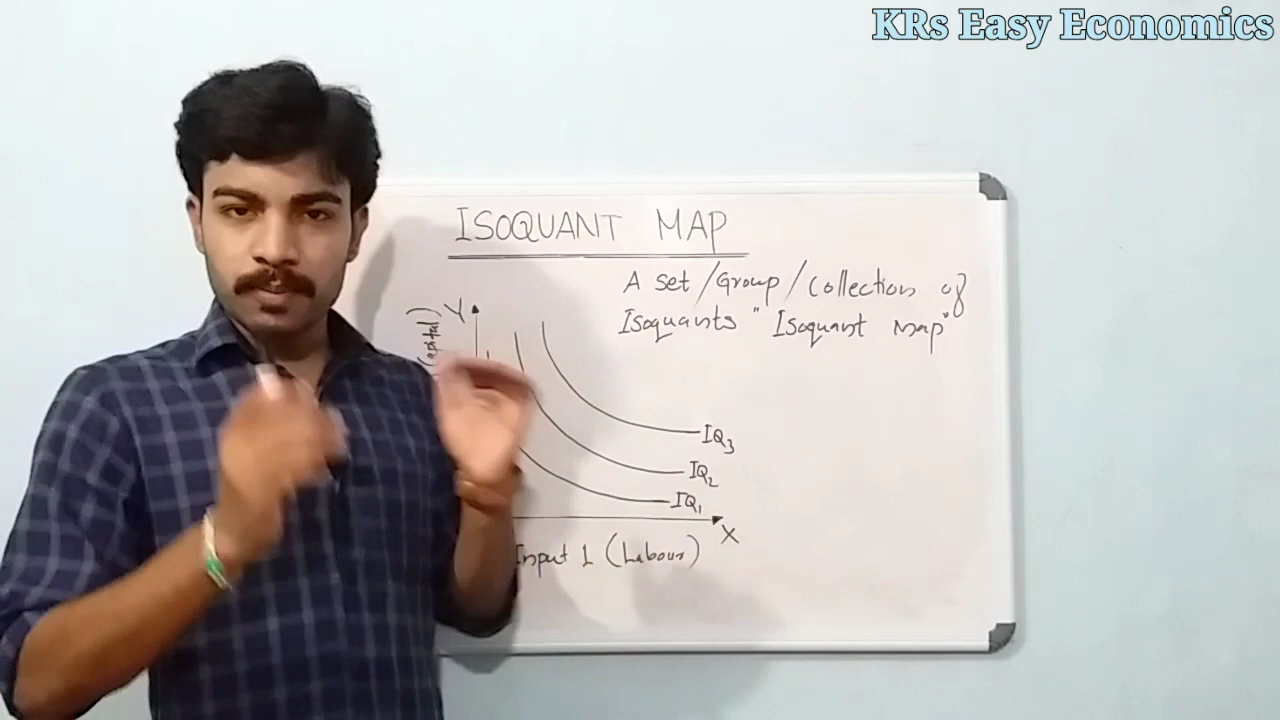 KRs Easy Economics
ISOQUANT MAP
A set/Group/Collection of
Isoquants "Isoquant map"
Y
IQ3
IQ2
IQ1
X
Input 1 (Labour)